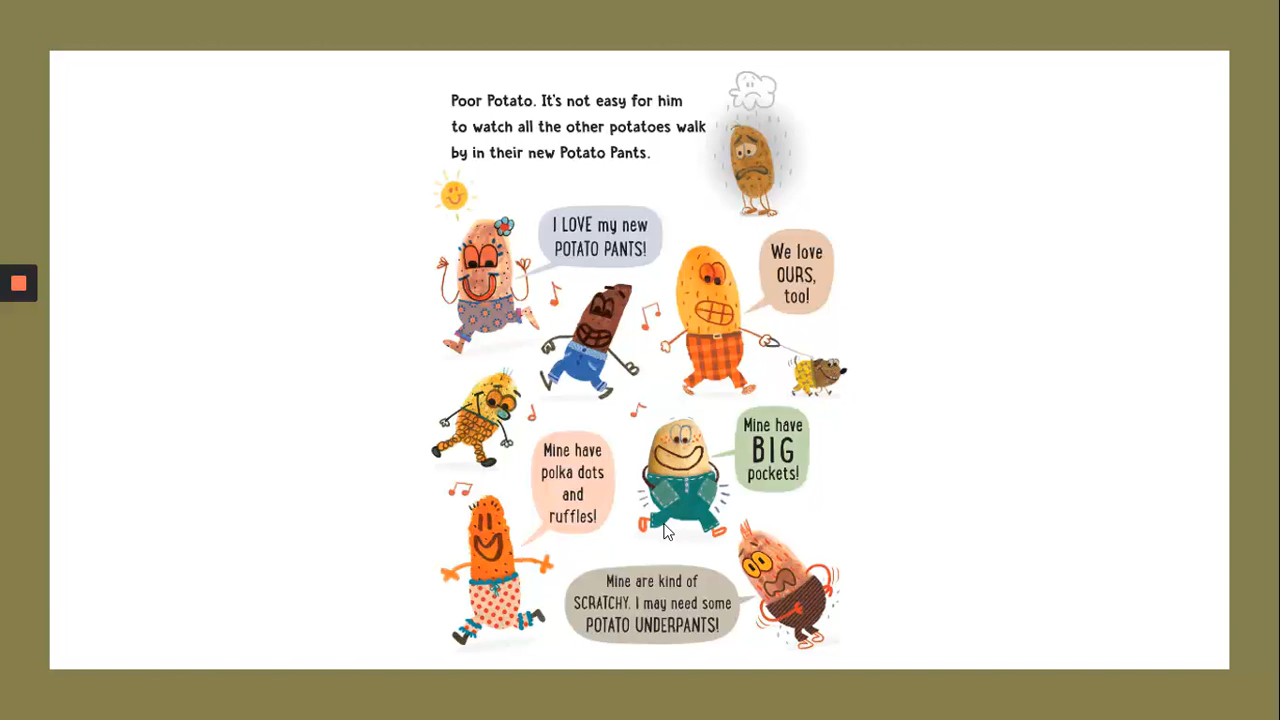 Poor Potato. It's not easy for him
to watch all the other potatoes walk
by in their new Potato Pants.
I LOVE my new
POTATO PANTS!
We love
OURS,
too!
Mine have
BIG
pockets!
Mine have
polka dots
and
ruffles!
Mine are kind of
SCRATCHY. I may need some
POTATO UNDERPANTS!